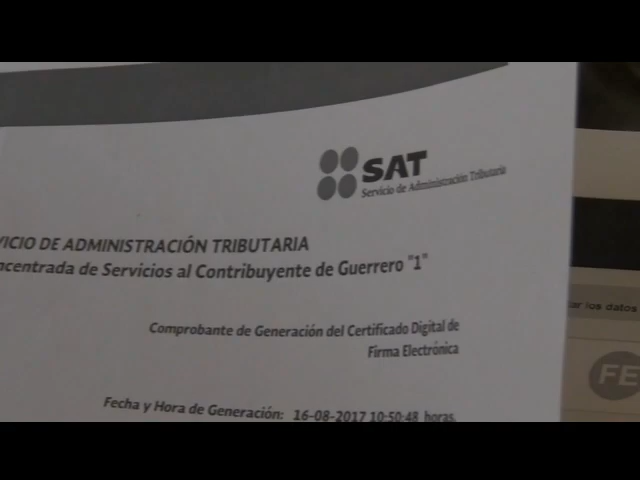 SAT
Servicio de Administración Tributaria
VICIO DE ADMINISTRACIÓN TRIBUTARIA
ncentrada de Servicios al Contribuyente de Guerrero "1"
Comprobante de Generación del Certificado Digital de
Firma Electrónica
Fecha y Hora de Generación: 16-08-2017 10:50:48 horas.
ar los datos
FE